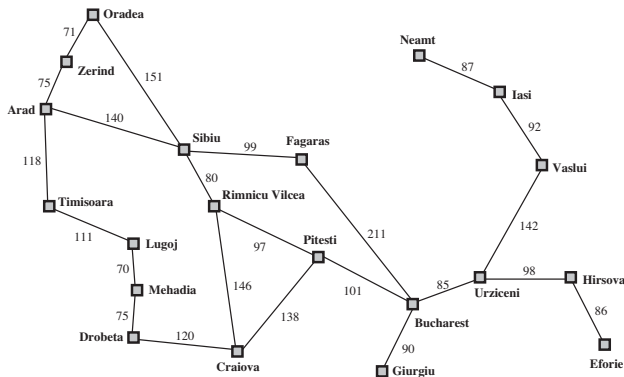 Oradea
71
Neamt
Zerind
87
75
151
Iasi
Arad
140
92
Sibiu
99
Fagaras
118
Vaslui
80
Timisoara
Rimnicu Vilcea
111
Lugoj
97
Pitesti
211
142
70
98
Hirsova
Mehadia
146
101
85
Urziceni
75
138
86
Drobeta
120
Bucharest
90
Craiova
Giurgiu
Eforie